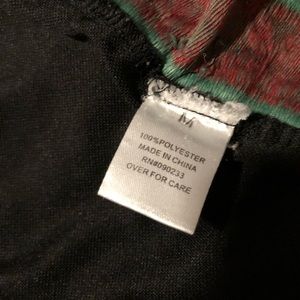 M
100%POLYESTER
MADE IN CHINA
RN#090233
OVER FOR CARE